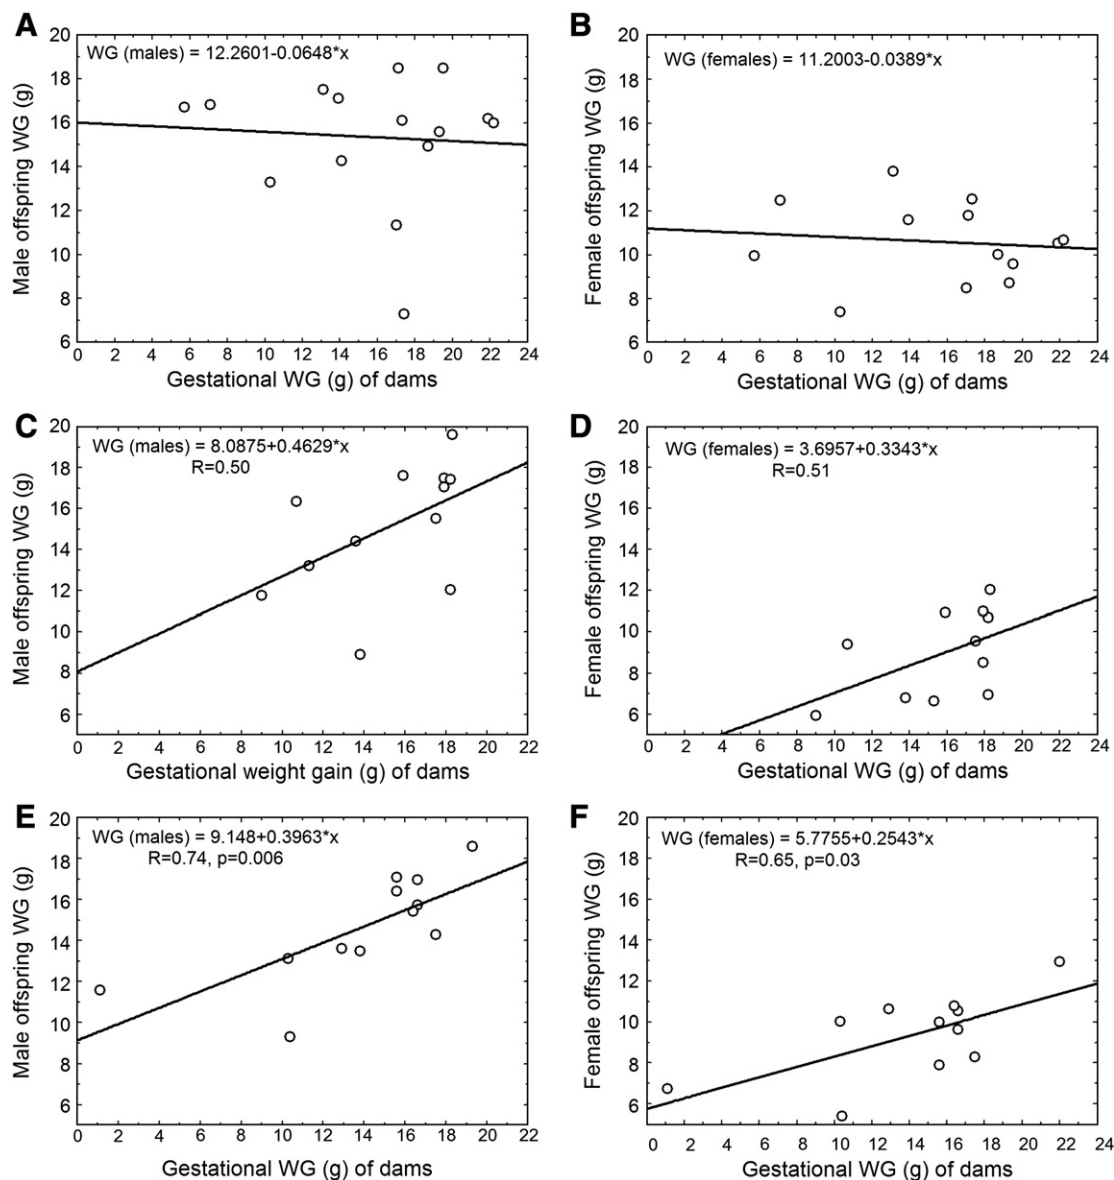 A
WG (males) = 12.2601-0.0648*x
Male offspring WG (g)
20
18
16
14
12
10
8
6
0 2 4 6 8 10 12 14 16 18 20 22 24
Gestational WG (g) of dams
B
WG (females) = 11.2003-0.0389*x
Female offspring WG (g)
20
18
16
14
12
10
8
6
0 2 4 6 8 10 12 14 16 18 20 22 24
Gestational WG (g) of dams
C
WG (males) = 8.0875+0.4629*x
R=0.50
Male offspring WG (g)
20
18
16
14
12
10
8
6
0 2 4 6 8 10 12 14 16 18 20 22
Gestational weight gain (g) of dams
D
WG (females) = 3.6957+0.3343*x
R=0.51
Female offspring WG (g)
20
18
16
14
12
10
8
6
0 2 4 6 8 10 12 14 16 18 20 22 24
Gestational WG (g) of dams
E
WG (males) = 9.148+0.3963*x
R=0.74, p=0.006
Male offspring WG (g)
20
18
16
14
12
10
8
6
0 2 4 6 8 10 12 14 16 18 20 22
Gestational WG (g) of dams
F
WG (females) = 5.7755+0.2543*x
R=0.65, p=0.03
Female offspring WG (g)
20
18
16
14
12
10
8
6
0 2 4 6 8 10 12 14 16 18 20 22 24
Gestational WG (g) of dams